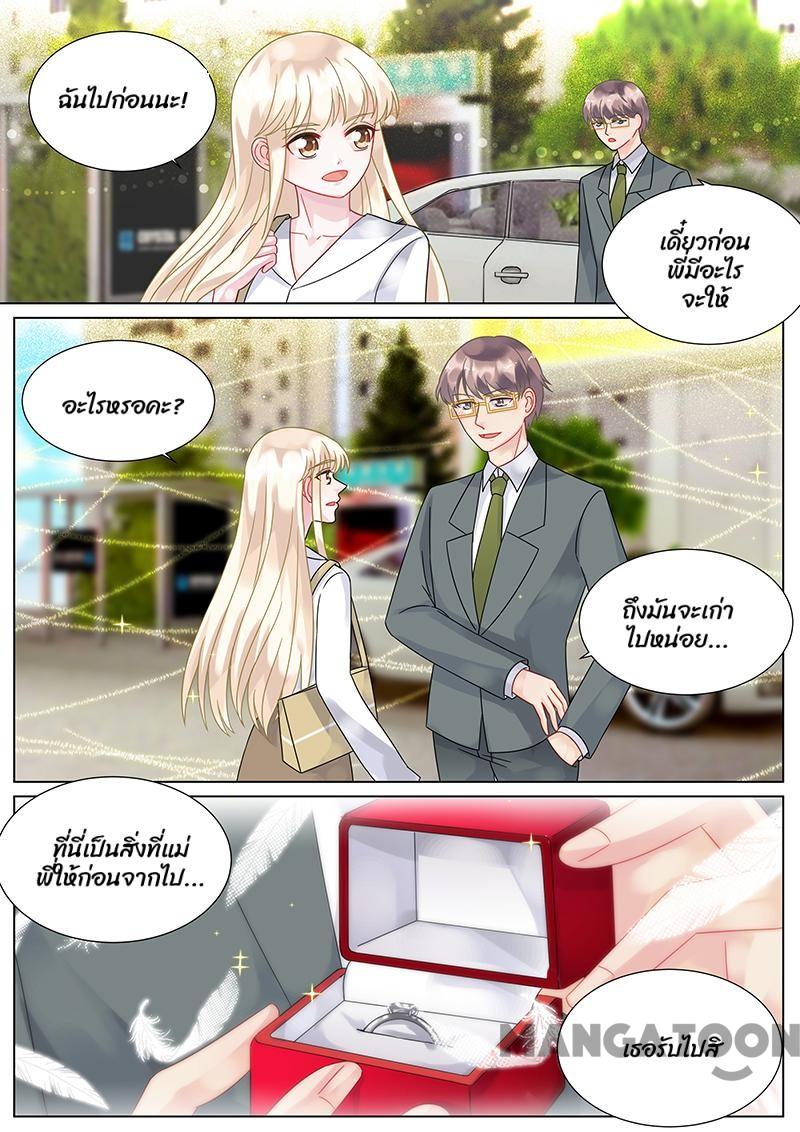 ฉันไปก่อนนะ!
เดี๋ยวก่อน
พี่มีอะไร
จะให้
อะไรหรอคะ?
ถึงมันจะเก่า
ไปหน่อย...
ที่นี่เป็นสิ่งที่แม่
พี่ให้ก่อนจากไป...
เธอรับไปสิ
MANGATOON